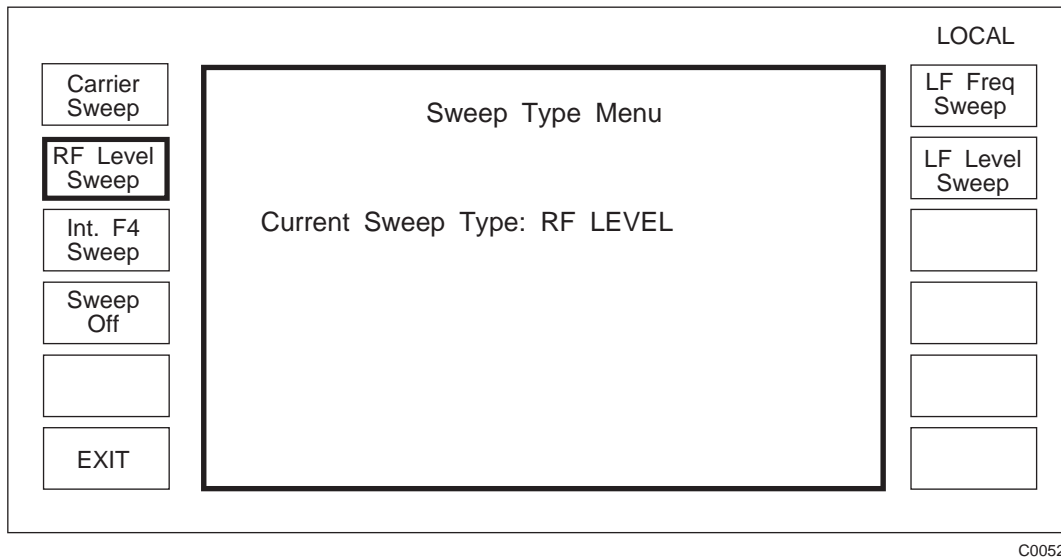 LOCAL
Carrier
Sweep
RF Level
Sweep
Int. F4
Sweep
Sweep
Off
EXIT
Sweep Type Menu
Current Sweep Type: RF LEVEL
LF Freq
Sweep
LF Level
Sweep
C0052